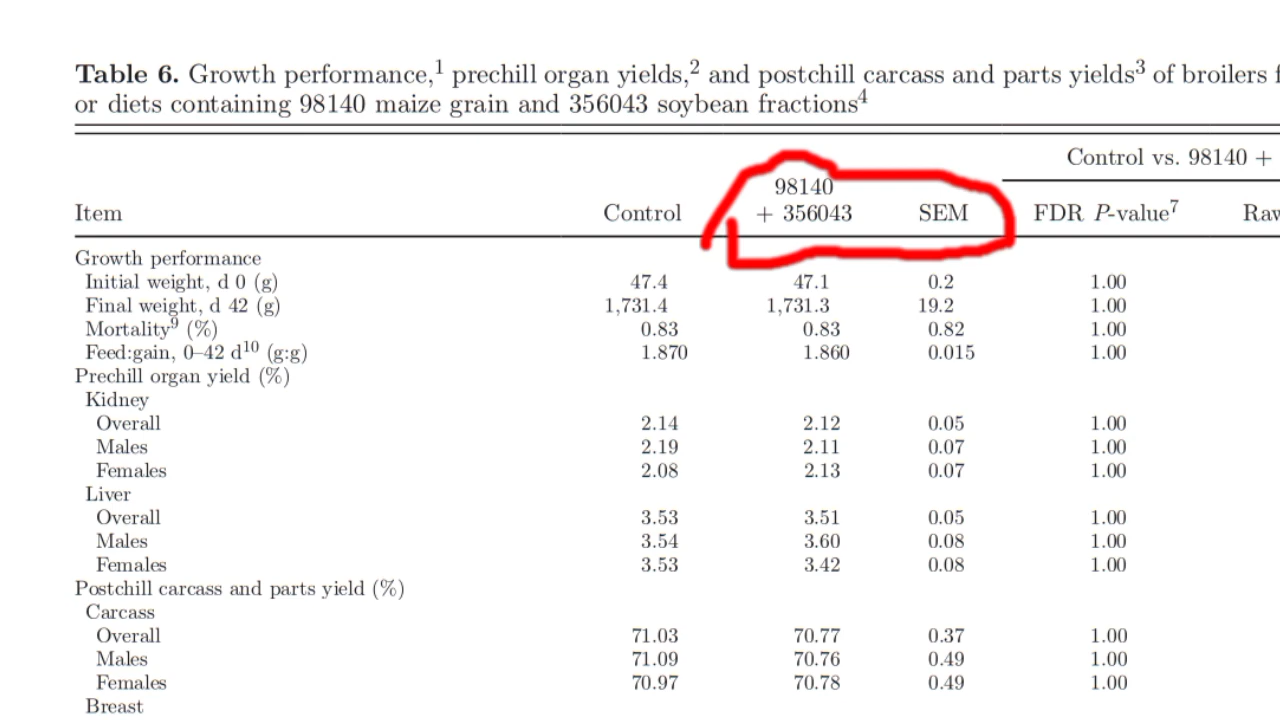 Table 6. Growth performance,1 prechill organ yields,2 and postchill carcass and parts yields3 of broilers
or diets containing 98140 maize grain and 356043 soybean fractions4
Control vs. 98140 +
98140
Item Control + 356043 SEM FDR P-value7
Growth performance
Initial weight, d 0 (g) 47.4 47.1 0.2 1.00
Final weight, d 42 (g) 1,731.4 1,731.3 19.2 1.00
Mortality9 (%) 0.83 0.83 0.82 1.00
Feed:gain, 0–42 d10 (g:g) 1.870 1.860 0.015 1.00
Prechill organ yield (%)
Kidney
Overall 2.14 2.12 0.05 1.00
Males 2.19 2.11 0.07 1.00
Females 2.08 2.13 0.07 1.00
Liver
Overall 3.53 3.51 0.05 1.00
Males 3.54 3.60 0.08 1.00
Females 3.53 3.42 0.08 1.00
Postchill carcass and parts yield (%)
Carcass
Overall 71.03 70.77 0.37 1.00
Males 71.09 70.76 0.49 1.00
Females 70.97 70.78 0.49 1.00
Breast